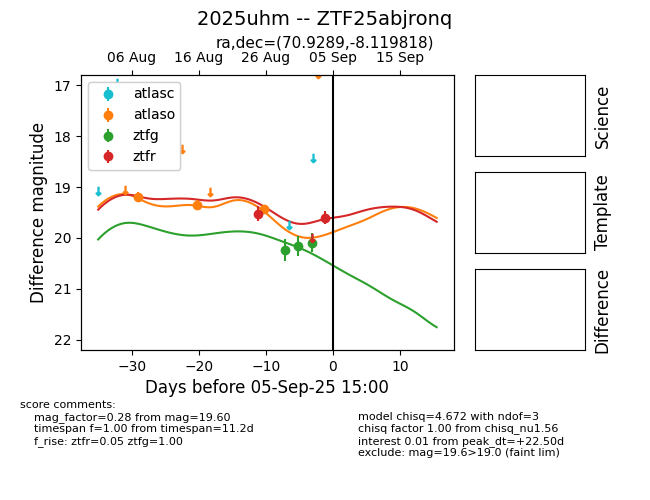 2025uhm -- ZTF25abjronq
ra,dec=(70.9289,-8.119818)
06 Aug 16 Aug 26 Aug 05 Sep 15 Sep
17
18
19
20
21
22
Difference magnitude
atlasc
atlaso
ztfg
ztfr
−30 −20 −10 0 10
Days before 05-Sep-25 15:00
Science
Template
Difference
score comments:
mag_factor=0.28 from mag=19.60
timespan f=1.00 from timespan=11.2d
f_rise: ztfr=0.05 ztfg=1.00
model chisq=4.672 with ndof=3
chisq factor 1.00 from chisq_nu1.56
interest 0.01 from peak_dt=+22.50d
exclude: mag=19.6>19.0 (faint lim)